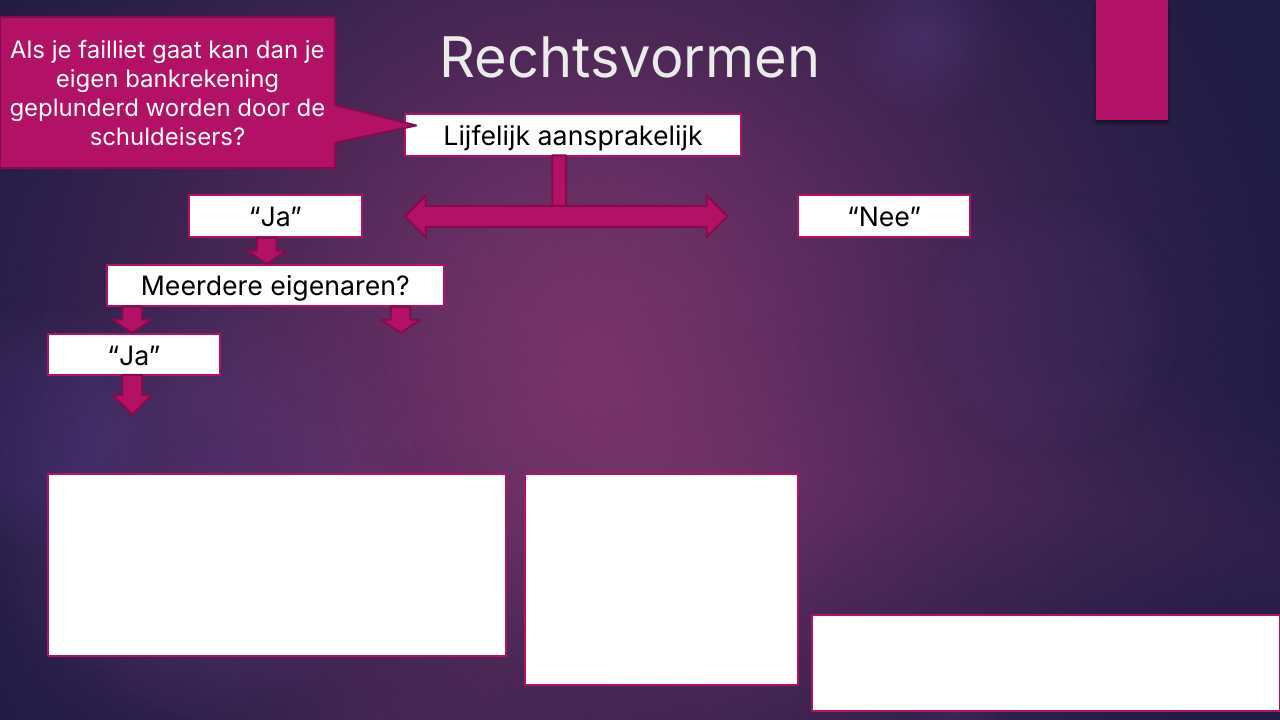 Als je failliet gaat kan dan je
eigen bankrekening
geplunderd worden door de
schuldeisers?
Rechtsvormen
Lijfelijk aansprakelijk
“Ja”
“Nee”
Meerdere eigenaren?
“Ja”